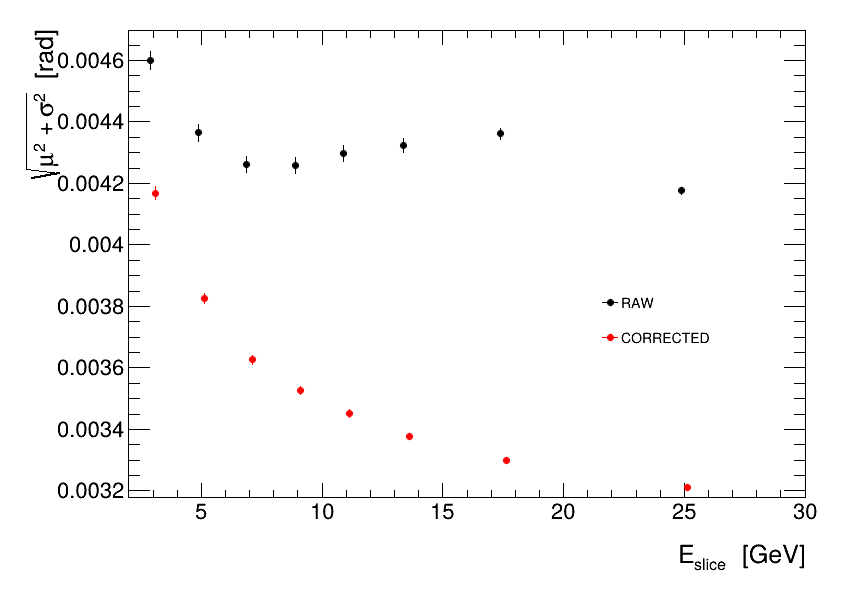 √μ² + σ² [rad]
0.0046
0.0044
0.0042
0.004
0.0038
0.0036
0.0034
0.0032
RAW
CORRECTED
5 10 15 20 25 30
E_slice [GeV]